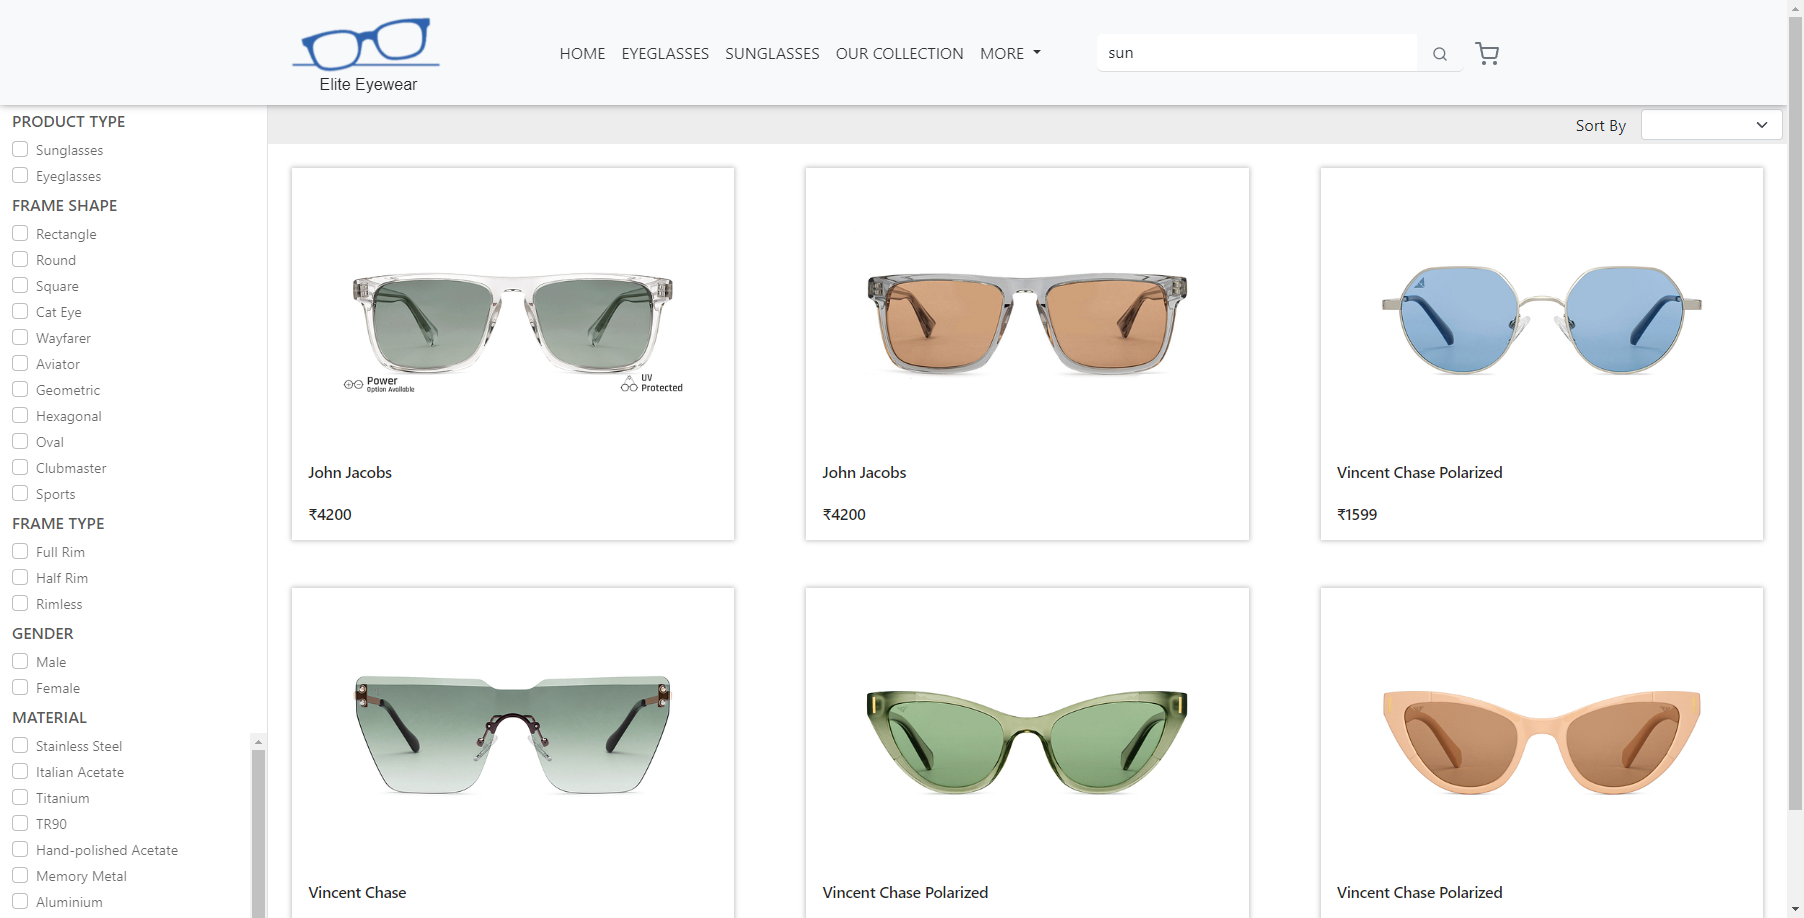 Elite Eyewear
HOME EYEGLASSES SUNGLASSES OUR COLLECTION MORE
sun
PRODUCT TYPE
Sunglasses
Eyeglasses
FRAME SHAPE
Rectangle
Round
Square
Cat Eye
Wayfarer
Aviator
Geometric
Hexagonal
Oval
Clubmaster
Sports
FRAME TYPE
Full Rim
Half Rim
Rimless
GENDER
Male
Female
MATERIAL
Stainless Steel
Italian Acetate
Titanium
TR90
Hand-polished Acetate
Memory Metal
Aluminium
Sort By
Power
Option Available
UV
Protected
John Jacobs
₹4200
John Jacobs
₹4200
Vincent Chase Polarized
₹1599
Vincent Chase
Vincent Chase Polarized
Vincent Chase Polarized